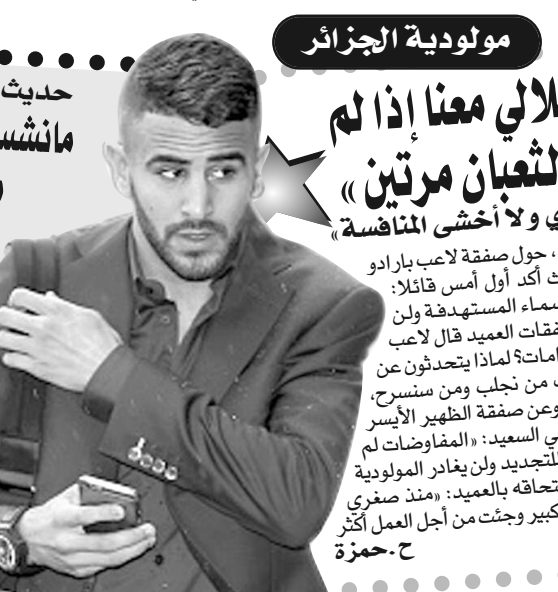 مولودية الجزائر
حديث
مانشس
لالي معنا إذا لم
لثعبان مرتين »
ي ولا أخشى المنافسة»
، حول صفقة لاعب بارادو
ث أكد أول أمس قائلا:
سماء المستهدفة ولن
فقات العميد قال لاعب
امات؟ لماذا يتحدثون عن
من نجلب ومن سنسرح،
وعن صفقة الظهير الأيسر
ي السعيد: «المفاوضات لم
للتجديد ولن يغادر المولودية
تحاقه بالعميد: «منذ صغري
كبير وجئت من أجل العمل أكثر
ح.حمزة